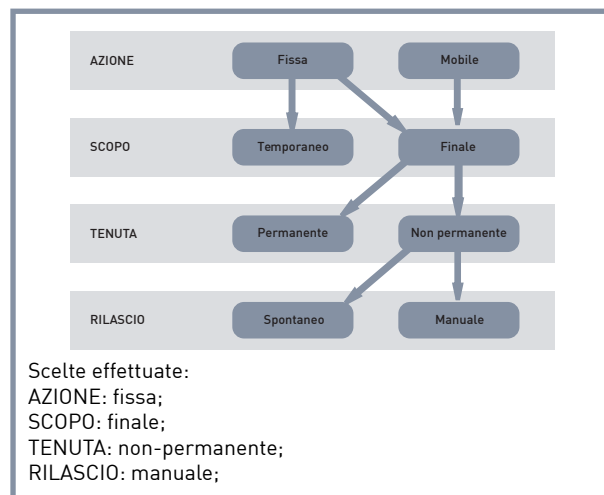 AZIONE Fissa Mobile
SCOPO Temporaneo Finale
TENUTA Permanente Non permanente
RILASCIO Spontaneo Manuale
Scelte effettuate:
AZIONE: fissa;
SCOPO: finale;
TENUTA: non-permanente;
RILASCIO: manuale;